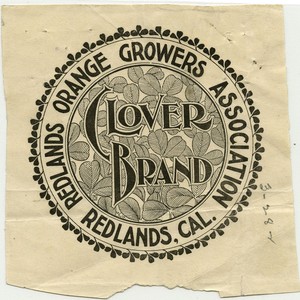 REDLANDS ORANGE GROWERS ASSOCIATION
CLOVER
BRAND
REDLANDS, CAL.